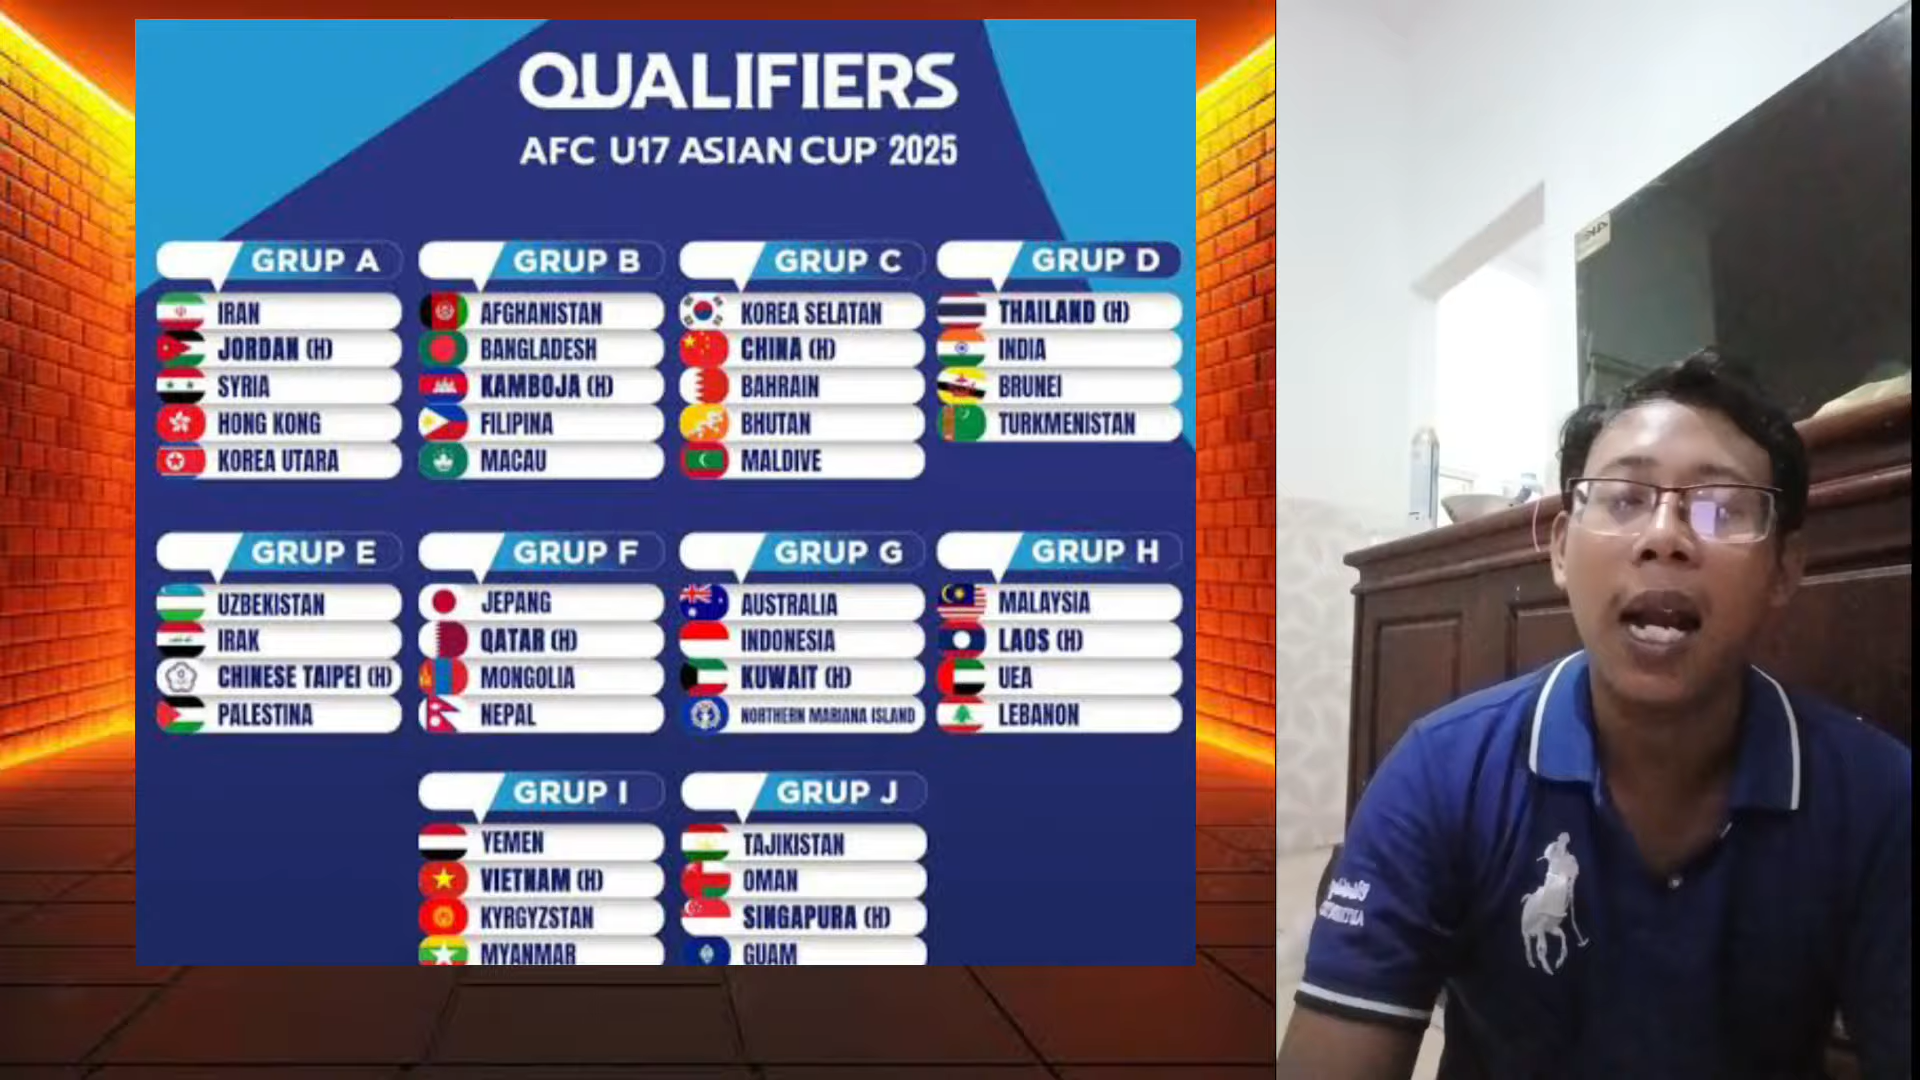 QUALIFIERS
AFC U17 ASIAN CUP 2025
GRUP A
IRAN
JORDAN (H)
SYRIA
HONG KONG
KOREA UTARA
GRUP B
AFGHANISTAN
BANGLADESH
KAMBOJA (H)
FILIPINA
MACAU
GRUP C
KOREA SELATAN
CHINA (H)
BAHRAIN
BHUTAN
MALDIVE
GRUP D
THAILAND (H)
INDIA
BRUNEI
TURKMENISTAN
GRUP E
UZBEKISTAN
IRAK
CHINESE TAIPEI (H)
PALESTINA
GRUP F
JEPANG
QATAR (H)
MONGOLIA
NEPAL
GRUP G
AUSTRALIA
INDONESIA
KUWAIT (H)
NORTHERN MARIANA ISLAND
GRUP H
MALAYSIA
LAOS (H)
UEA
LEBANON
GRUP I
YEMEN
VIETNAM (H)
KYRGYZSTAN
MYANMAR
GRUP J
TAJIKISTAN
OMAN
SINGAPURA (H)
GUAM